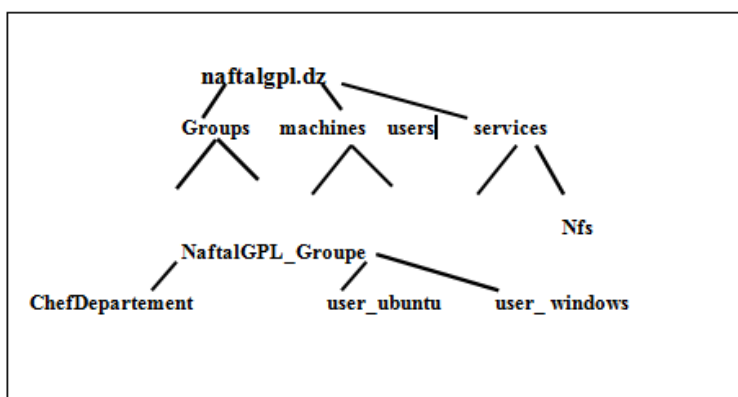 naftalgpl.dz
Groups machines users services
Nfs
NaftalGPL_Groupe
ChefDepartement user_ubuntu user_ windows